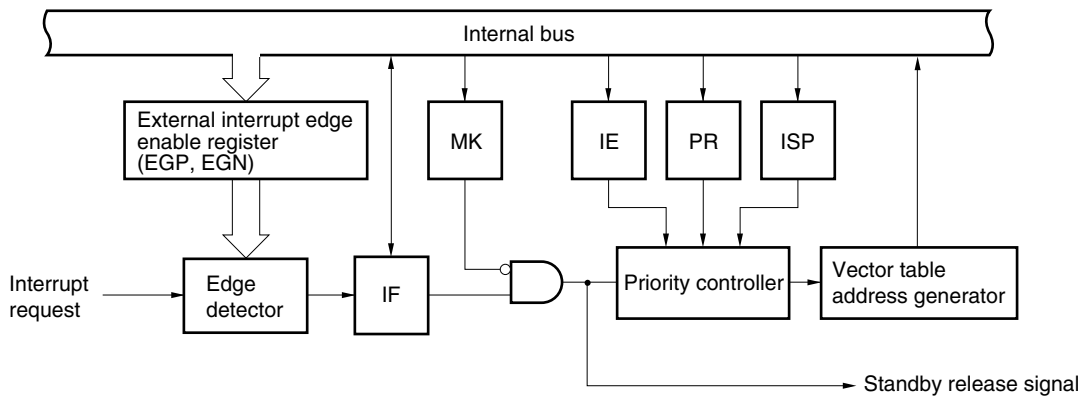 Internal bus
External interrupt edge
enable register
(EGP, EGN)
MK
IE
PR
ISP
Interrupt
request
Edge
detector
IF
Priority controller
Vector table
address generator
Standby release signal